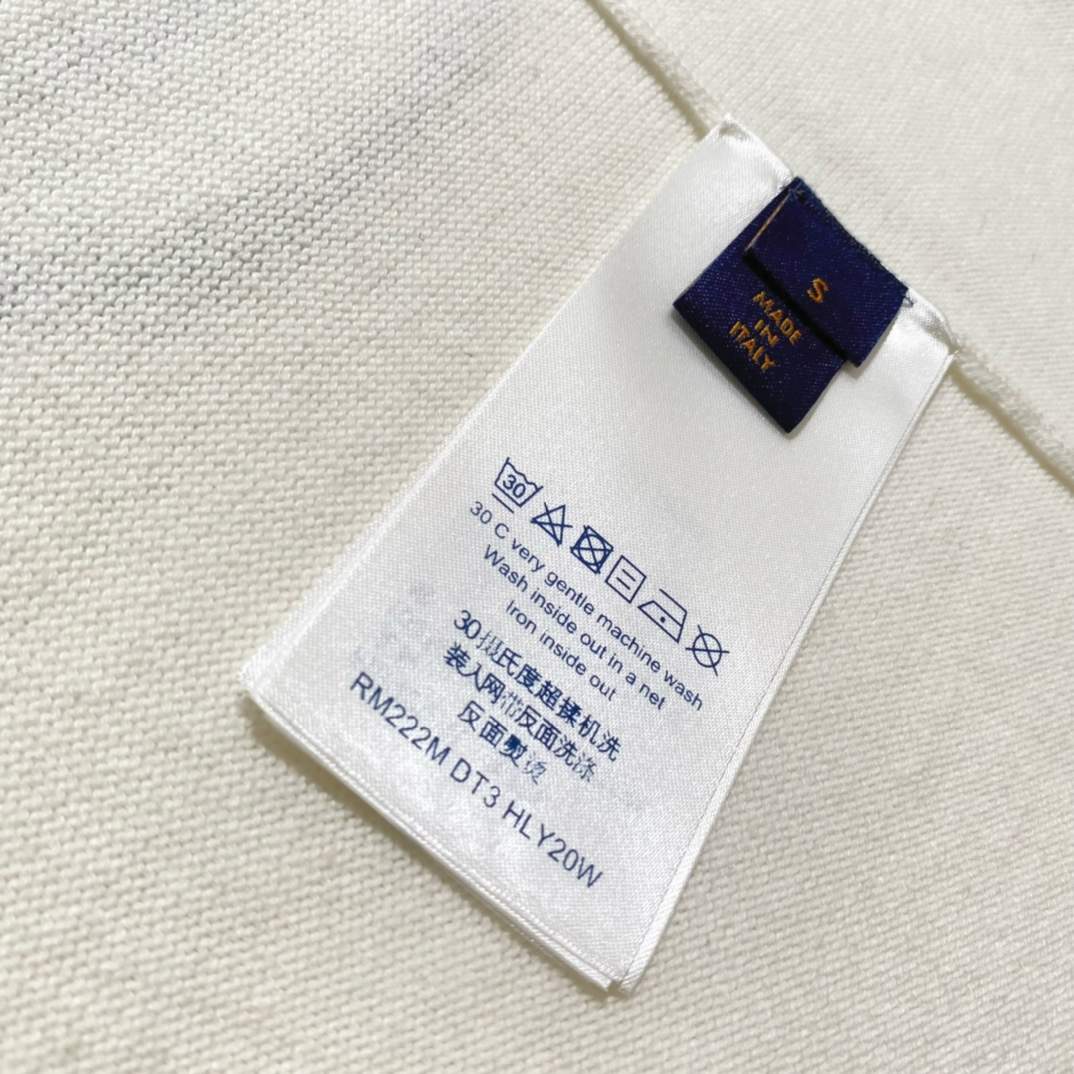 S
MADE
IN
ITALY
30
30 C very gentle machine wash
Wash inside out in a net
Iron inside out
30摄氏度超揉机洗
装入网带反面洗涤
反面熨烫
RM222M DT3 HLY20W